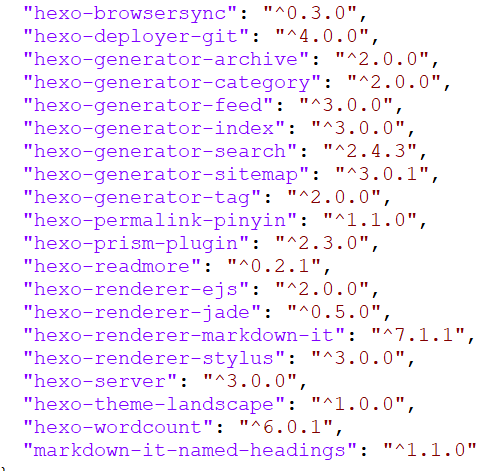 "hexo-browsersync": "^0.3.0",
"hexo-deployer-git": "^4.0.0",
"hexo-generator-archive": "^2.0.0",
"hexo-generator-category": "^2.0.0",
"hexo-generator-feed": "^3.0.0",
"hexo-generator-index": "^3.0.0",
"hexo-generator-search": "^2.4.3",
"hexo-generator-sitemap": "^3.0.1",
"hexo-generator-tag": "^2.0.0",
"hexo-permalink-pinyin": "^1.1.0",
"hexo-prism-plugin": "^2.3.0",
"hexo-readmore": "^0.2.1",
"hexo-renderer-ejs": "^2.0.0",
"hexo-renderer-jade": "^0.5.0",
"hexo-renderer-markdown-it": "^7.1.1",
"hexo-renderer-stylus": "^3.0.0",
"hexo-server": "^3.0.0",
"hexo-theme-landscape": "^1.0.0",
"hexo-wordcount": "^6.0.1",
"markdown-it-named-headings": "^1.1.0"